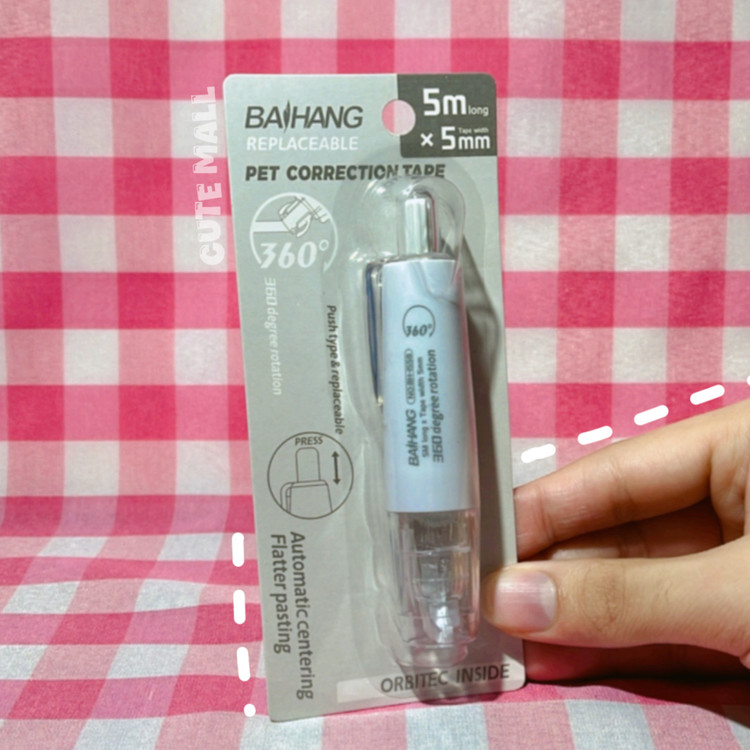 CUTE MALL
BAIHANG
REPLACEABLE
5m long
× 5mm Tape width
PET CORRECTION TAPE
360°
360 degree rotation
Push type & replaceable
PRESS
Automatic centering
Flatter pasting
360°
360 degree rotation
5M long x Tape
with 5mm
BAIHANG
ORBITEC INSIDE